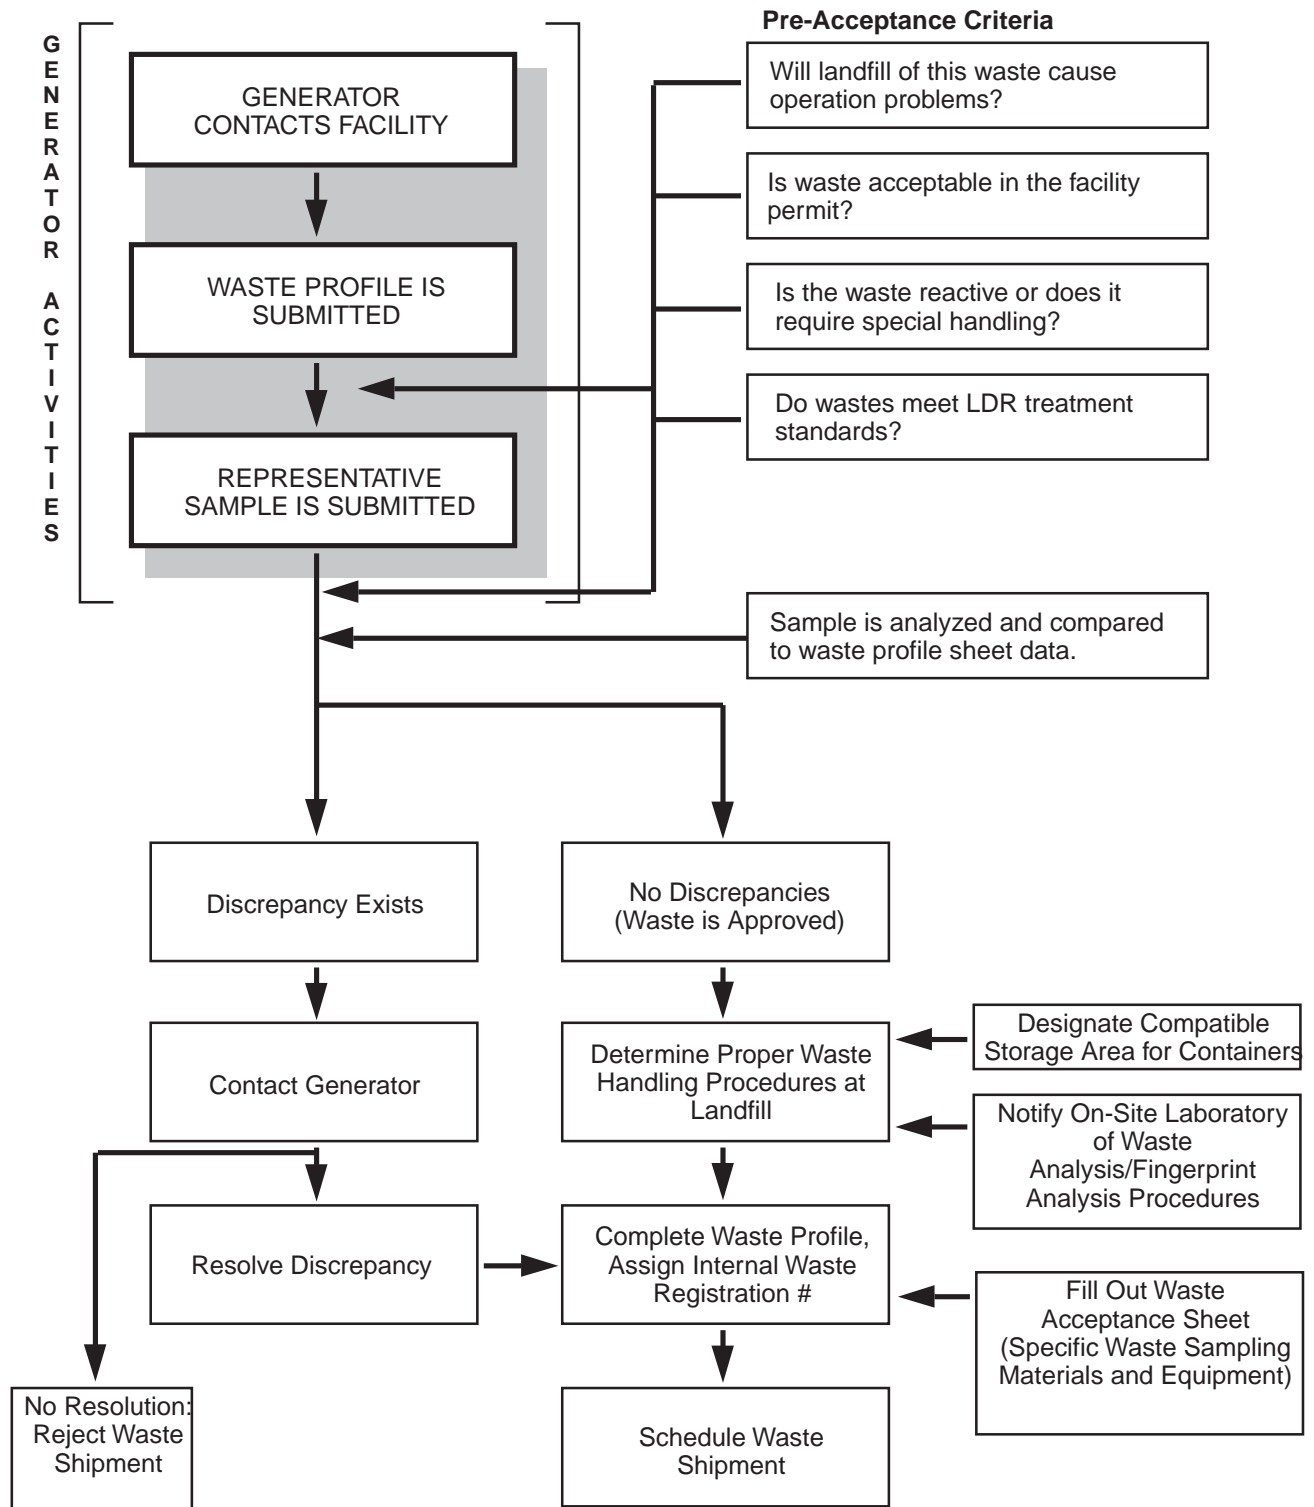 Pre-Acceptance Criteria
GENERATOR ACTIVITIES
GENERATOR
CONTACTS FACILITY
WASTE PROFILE IS
SUBMITTED
REPRESENTATIVE
SAMPLE IS SUBMITTED
Will landfill of this waste cause
operation problems?
Is waste acceptable in the facility
permit?
Is the waste reactive or does it
require special handling?
Do wastes meet LDR treatment
standards?
Sample is analyzed and compared
to waste profile sheet data.
Discrepancy Exists
No Discrepancies
(Waste is Approved)
Contact Generator
Determine Proper Waste
Handling Procedures at
Landfill
Designate Compatible
Storage Area for Containers
Notify On-Site Laboratory
of Waste
Analysis/Fingerprint
Analysis Procedures
Resolve Discrepancy
Complete Waste Profile,
Assign Internal Waste
Registration #
Fill Out Waste
Acceptance Sheet
(Specific Waste Sampling
Materials and Equipment)
No Resolution:
Reject Waste
Shipment
Schedule Waste
Shipment